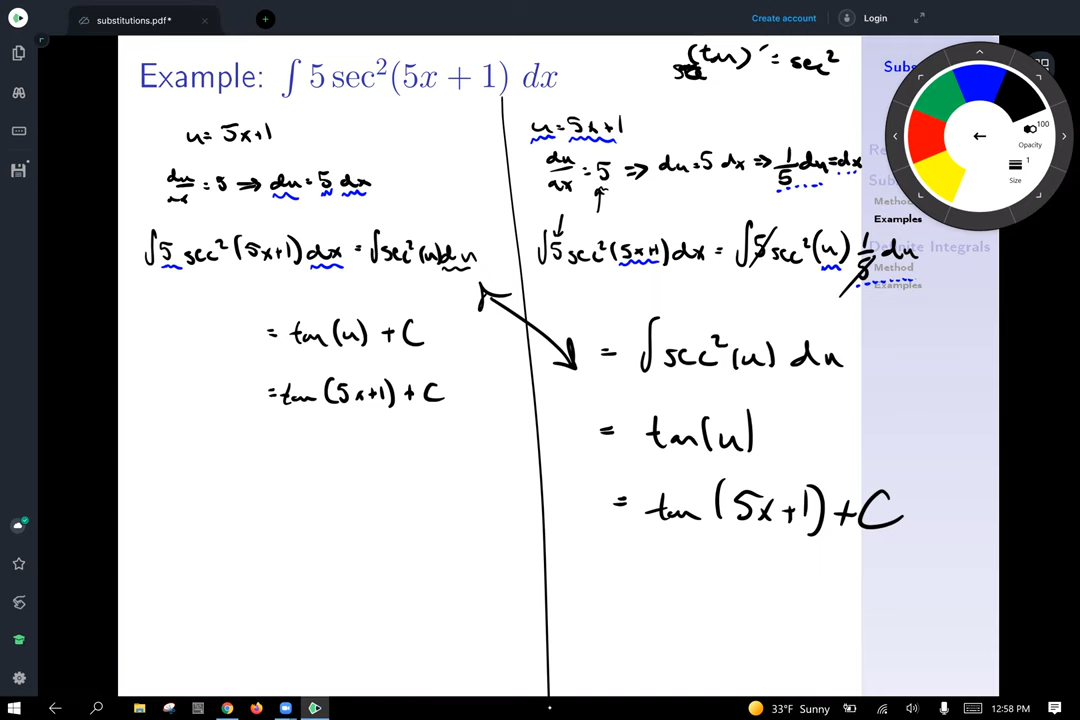 substitutions.pdf*
Create account
Login
Example: ∫ 5 sec²(5x + 1) dx
(tan)' = sec²
Subs
100
Opacity
1
Size
u = 5x+1
du/dx = 5 ⇒ du = 5 dx
∫5 sec²(5x+1) dx = ∫sec²(u) du
= tan(u) + C
= tan(5x+1) + C
u = 5x+1
du/dx = 5 ⇒ du = 5 dx ⇒ 1/5 du = dx
∫5 sec²(5x+1) dx = ∫5 sec²(u) 1/5 du
= ∫sec²(u) du
= tan(u)
= tan(5x+1) + C
Re
Sub
Method
Examples
Definite Integrals
Method
Examples
33°F Sunny
12:58 PM